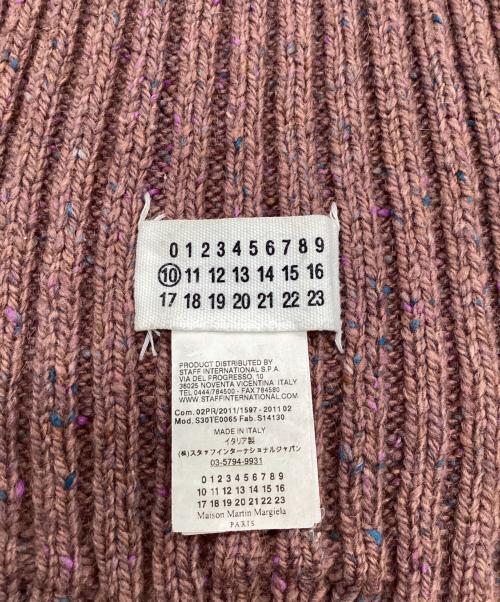 0 1 2 3 4 5 6 7 8 9
10 11 12 13 14 15 16
17 18 19 20 21 22 23
PRODUCT DISTRIBUTED BY
STAFF INTERNATIONAL S.P.A.
VIA DEL PROGRESSO, 10
36025 NOVENTA VICENTINA ITALY
TEL 0444/784500 - FAX 784580
WWW.STAFFINTERNATIONAL.COM
Com. 02PR/2011/1597 - 2011 02
Mod. S30TE0065 Fab. S14130
MADE IN ITALY
イタリア製
(株)スタッフインターナショナルジャパン
03-5794-9931
0 1 2 3 4 5 6 7 8 9
10 11 12 13 14 15 16
17 18 19 20 21 22 23
Maison Martin Margiela
PARIS